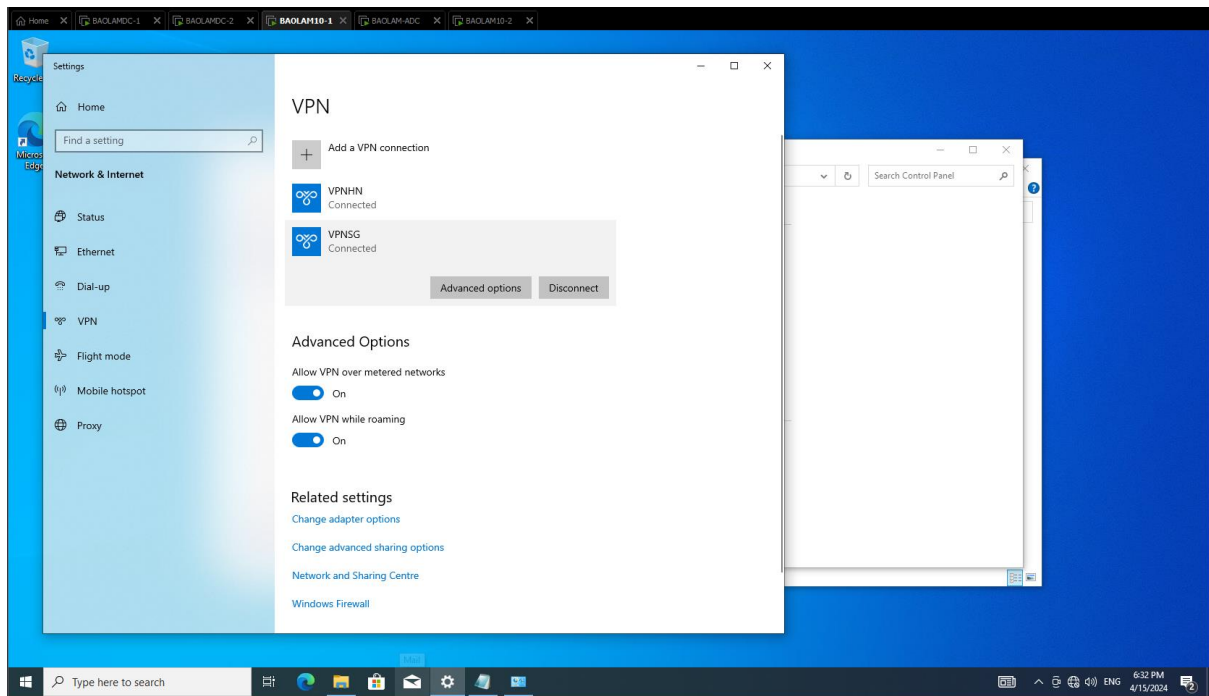 Home
BAOLAMDC-1
BAOLAMDC-2
BAOLAM10-1
BAOLAM-ADC
BAOLAM10-2
Recycle
Micros
Edge
Settings
Home
Find a setting
Network & Internet
Status
Ethernet
Dial-up
VPN
Flight mode
Mobile hotspot
Proxy
VPN
Add a VPN connection
VPNHN
Connected
VPNSG
Connected
Advanced options
Disconnect
Advanced Options
Allow VPN over metered networks
On
Allow VPN while roaming
On
Related settings
Change adapter options
Change advanced sharing options
Network and Sharing Centre
Windows Firewall
Search Control Panel
Mail
Type here to search
ENG
6:32 PM
4/15/2024
2